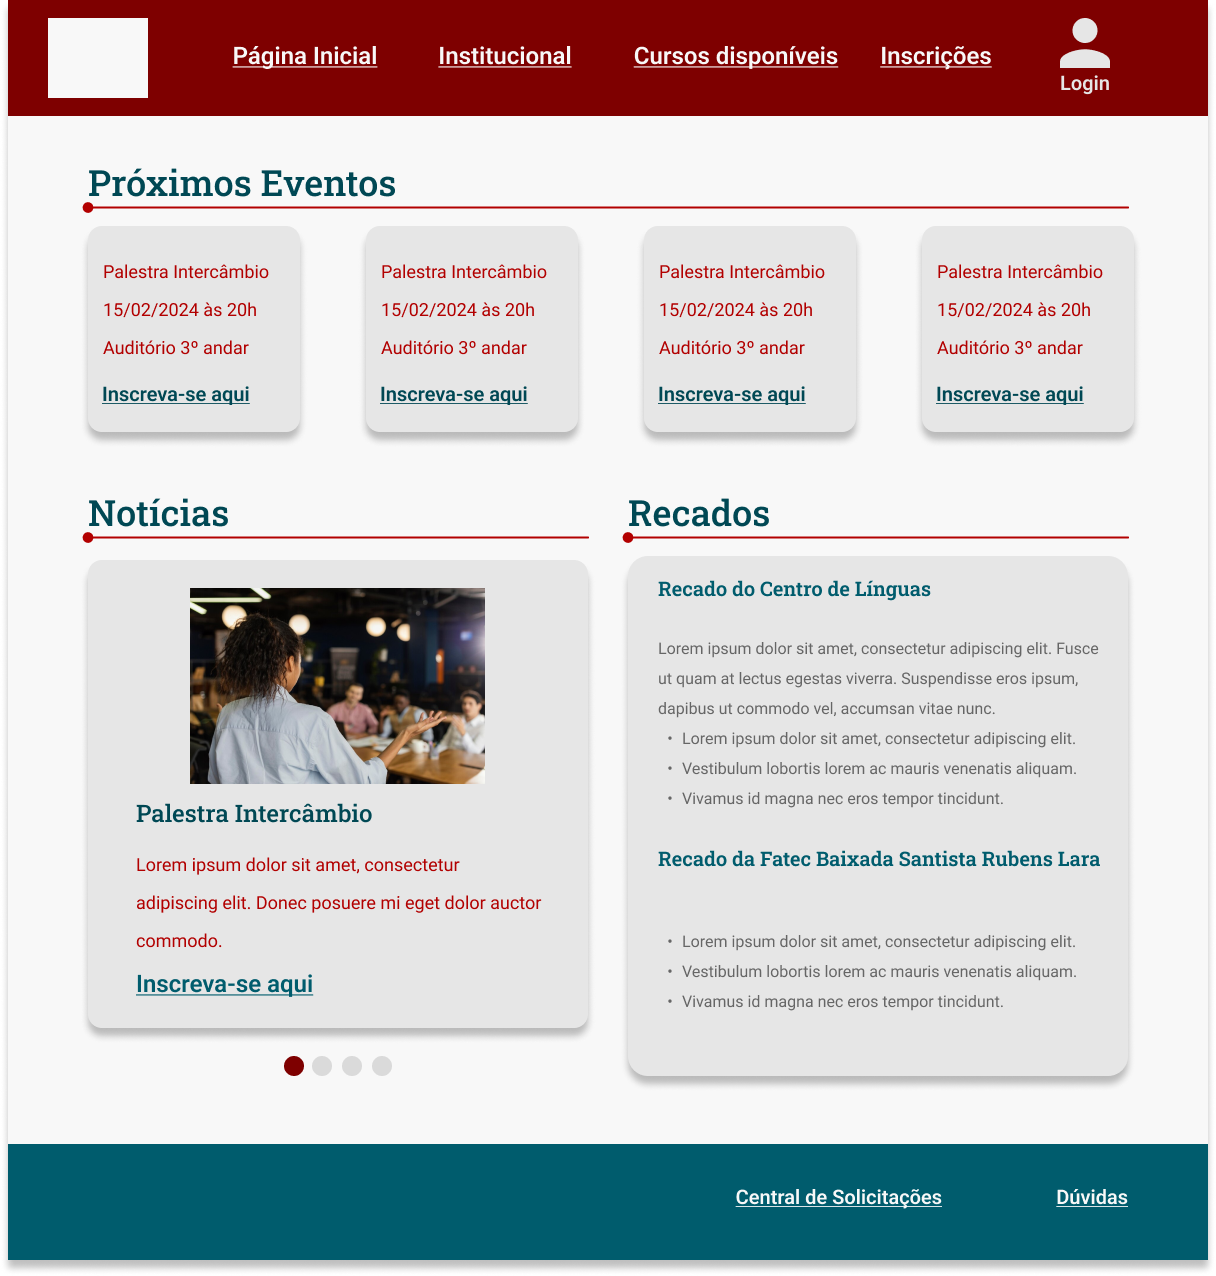 Página Inicial
Institucional
Cursos disponíveis
Inscrições
Login
Próximos Eventos
Palestra Intercâmbio
15/02/2024 às 20h
Auditório 3º andar
Inscreva-se aqui
Palestra Intercâmbio
15/02/2024 às 20h
Auditório 3º andar
Inscreva-se aqui
Palestra Intercâmbio
15/02/2024 às 20h
Auditório 3º andar
Inscreva-se aqui
Palestra Intercâmbio
15/02/2024 às 20h
Auditório 3º andar
Inscreva-se aqui
Notícias
Palestra Intercâmbio
Lorem ipsum dolor sit amet, consectetur
adipiscing elit. Donec posuere mi eget dolor auctor
commodo.
Inscreva-se aqui
Recados
Recado do Centro de Línguas
Lorem ipsum dolor sit amet, consectetur adipiscing elit. Fusce
ut quam at lectus egestas viverra. Suspendisse eros ipsum,
dapibus ut commodo vel, accumsan vitae nunc.
• Lorem ipsum dolor sit amet, consectetur adipiscing elit.
• Vestibulum lobortis lorem ac mauris venenatis aliquam.
• Vivamus id magna nec eros tempor tincidunt.
Recado da Fatec Baixada Santista Rubens Lara
• Lorem ipsum dolor sit amet, consectetur adipiscing elit.
• Vestibulum lobortis lorem ac mauris venenatis aliquam.
• Vivamus id magna nec eros tempor tincidunt.
Central de Solicitações
Dúvidas